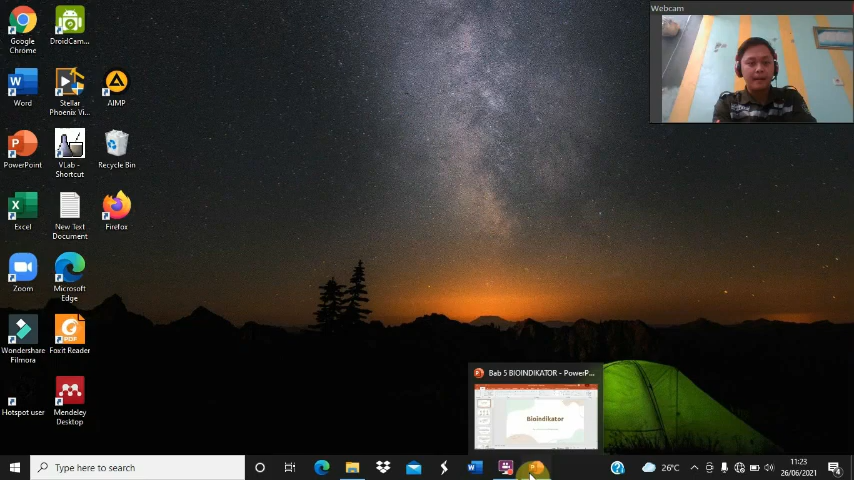 Webcam
Google
Chrome
DroidCam...
Word
Stellar
Phoenix Vi...
AIMP
PowerPoint
VLab -
Shortcut
Recycle Bin
Excel
New Text
Document
Firefox
Zoom
Microsoft
Edge
Wondershare
Filmora
Foxit Reader
Hotspot user
Mendeley
Desktop
Bab 5 BIOINDIKATOR - PowerP...
Bioindikator
Type here to search
26°C
11:23
26/06/2021
4